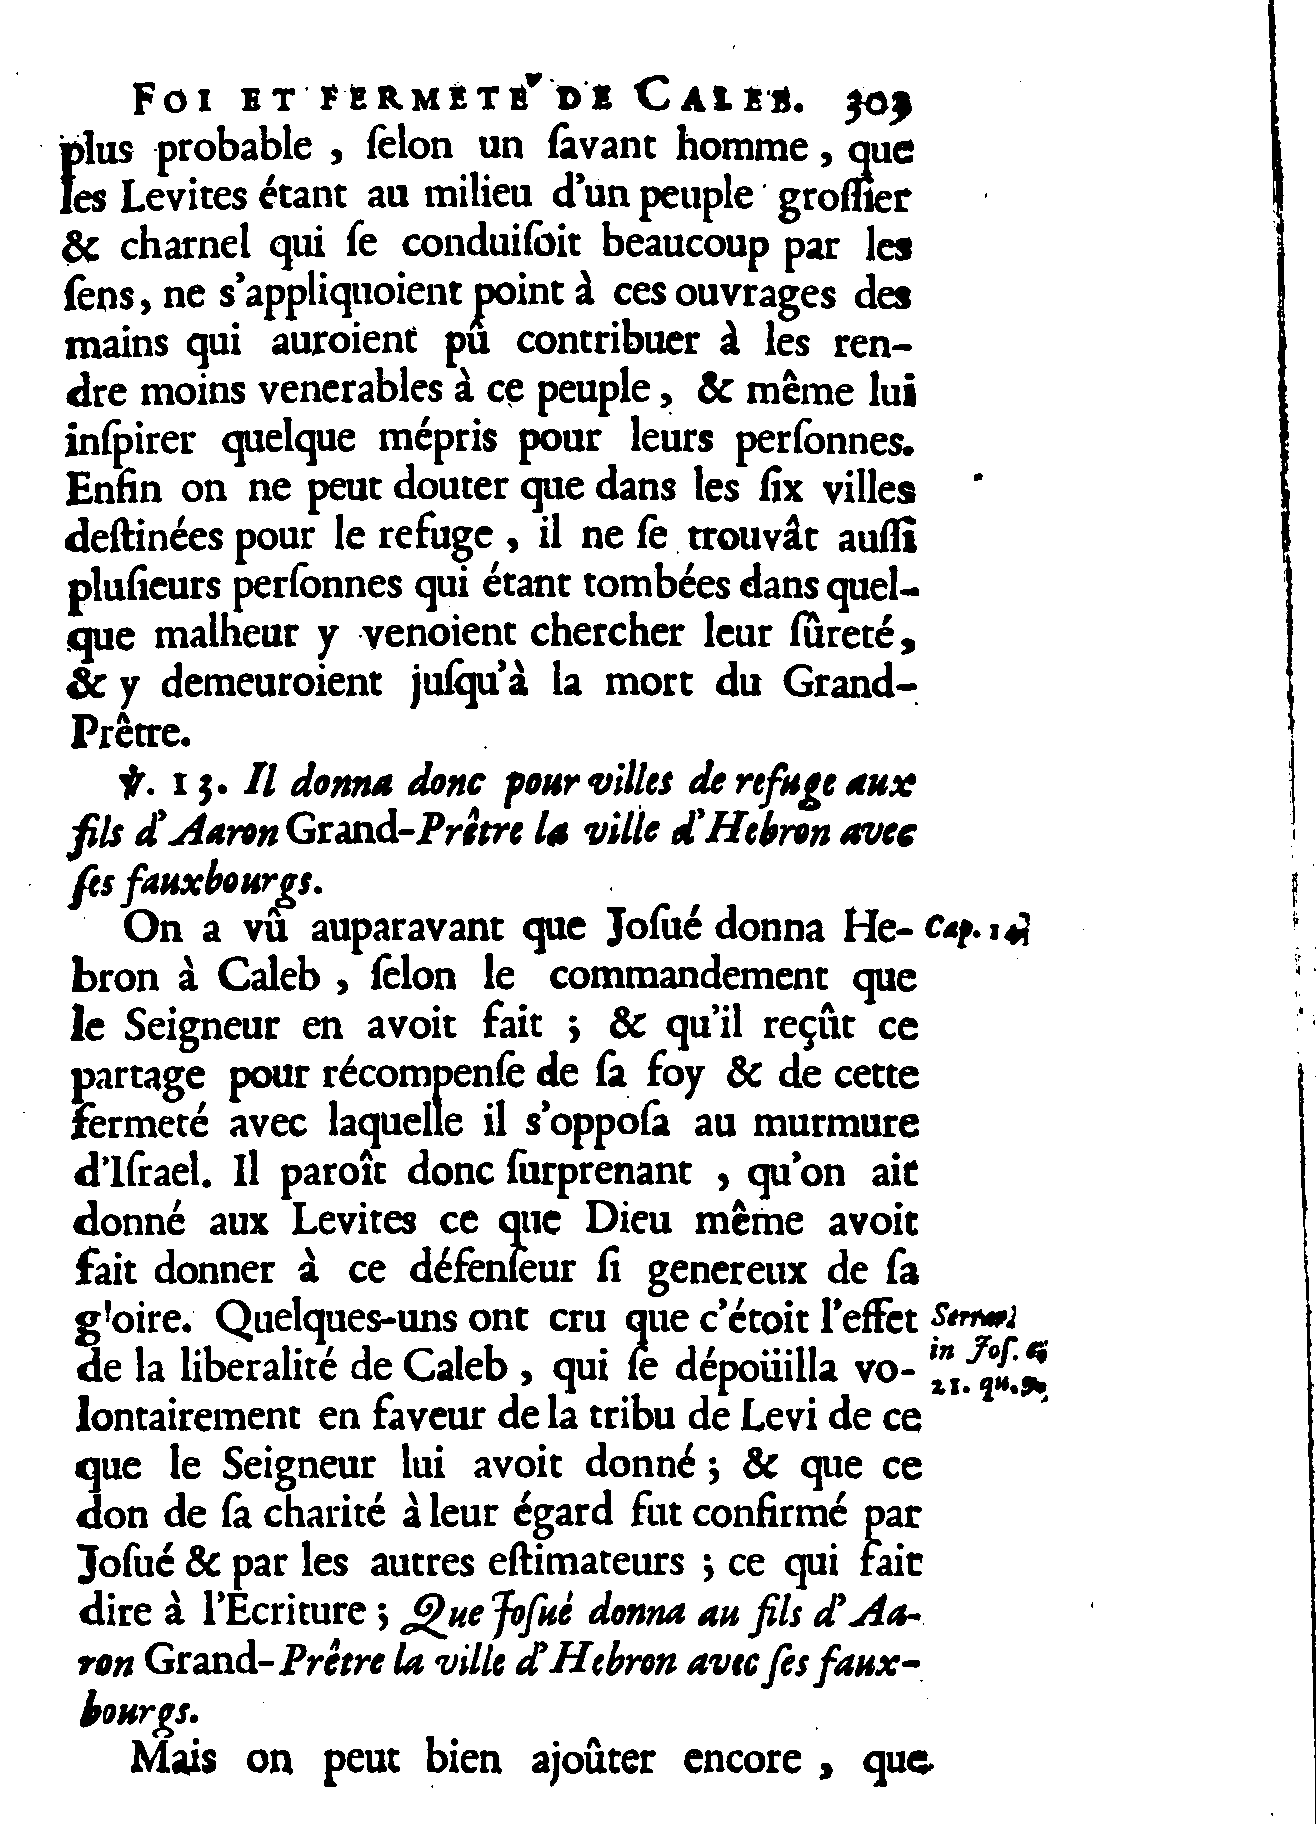 FOI ET FERMETÉ DE CALEB. 303
plus probable , ſelon un ſavant homme , que
les Levites étant au milieu d'un peuple groſſier
& charnel qui ſe conduiſoit beaucoup par les
ſens, ne s'appliquoient point à ces ouvrages des
mains qui auroient pû contribuer à les ren-
dre moins venerables à ce peuple , & même lui
inſpirer quelque mépris pour leurs perſonnes.
Enfin on ne peut douter que dans les ſix villes
deſtinées pour le refuge , il ne ſe trouvât auſſi
pluſieurs perſonnes qui étant tombées dans quel-
que malheur y venoient chercher leur ſûreté,
& y demeuroient juſqu'à la mort du Grand-
Prêtre.
℣. 13. Il donna donc pour villes de refuge aux
fils d'Aaron Grand-Prêtre la ville d'Hebron avec
ſes fauxbourgs.
On a vû auparavant que Joſué donna He-
Cap.
bron à Caleb , ſelon le commandement que
le Seigneur en avoit fait ; & qu'il reçût ce
partage pour récompenſe de ſa foy & de cette
fermeté avec laquelle il s'oppoſa au murmure
d'Iſrael. Il paroît donc ſurprenant , qu'on ait
donné aux Levites ce que Dieu même avoit
fait donner à ce défenſeur ſi genereux de ſa
gloire. Quelques-uns ont cru que c'étoit l'effet
de la liberalité de Caleb , qui ſe dépoüilla vo-
in Joſ.
21. qu.
lontairement en faveur de la tribu de Levi de ce
que le Seigneur lui avoit donné ; & que ce
don de ſa charité à leur égard fut confirmé par
Joſué & par les autres eſtimateurs ; ce qui fait
dire à l'Ecriture ; Que Joſué donna au fils d'Aa-
ron Grand-Prêtre la ville d'Hebron avec ſes faux-
bourgs.
Mais on peut bien ajoûter encore , que